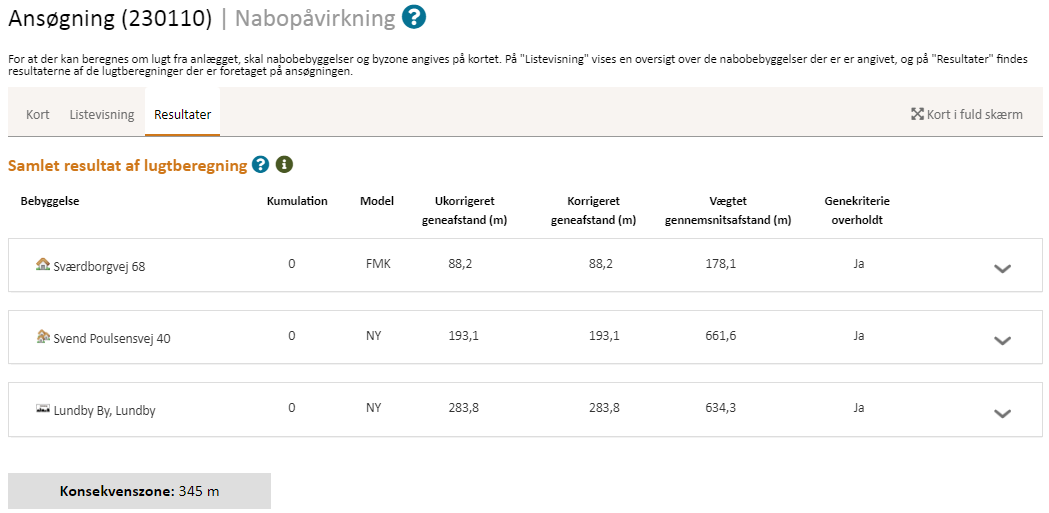 Ansøgning (230110) | Nabopåvirkning ?
For at der kan beregnes om lugt fra anlægget, skal nabobebyggelser og byzone angives på kortet. På "Listevisning" vises en oversigt over de nabobebyggelser der er er angivet, og på "Resultater" findes
resultaterne af de lugtberegninger der er foretaget på ansøgningen.
Kort Listevisning Resultater Kort i fuld skærm
Samlet resultat af lugtberegning ? i
Bebyggelse Kumulation Model Ukorrigeret Korrigeret Vægtet Genekriterie
geneafstand (m) geneafstand (m) gennemsnitsafstand (m) overholdt
Sværdborgvej 68 0 FMK 88,2 88,2 178,1 Ja
Svend Poulsensvej 40 0 NY 193,1 193,1 661,6 Ja
Lundby By, Lundby 0 NY 283,8 283,8 634,3 Ja
Konsekvenszone: 345 m